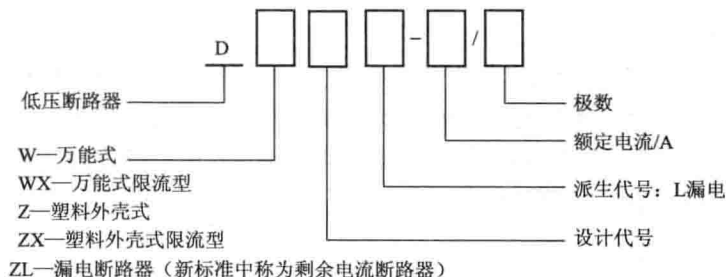 D - /
低压断路器
极数
额定电流/A
W—万能式
WX—万能式限流型
派生代号：L漏电
Z—塑料外壳式
ZX—塑料外壳式限流型
设计代号
ZL—漏电断路器（新标准中称为剩余电流断路器）